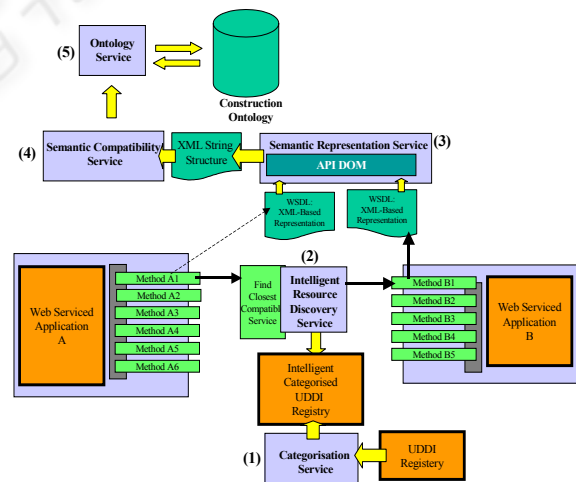 (5)
Ontology
Service
Construction
Ontology
(4)
Semantic Compatibility
Service
XML String
Structure
Semantic Representation Service
(3)
API DOM
WSDL:
XML-Based
Representation
WSDL:
XML-Based
Representation
(2)
Web Serviced
Application
A
Method A1
Method A2
Method A3
Method A4
Method A5
Method A6
Find
Closest
Compatible
Service
Intelligent
Resource
Discovery
Service
Method B1
Method B2
Method B3
Method B4
Method B5
Web Serviced
Application
B
Intelligent
Categorised
UDDI
Registry
(1)
Categorisation
Service
UDDI
Registery